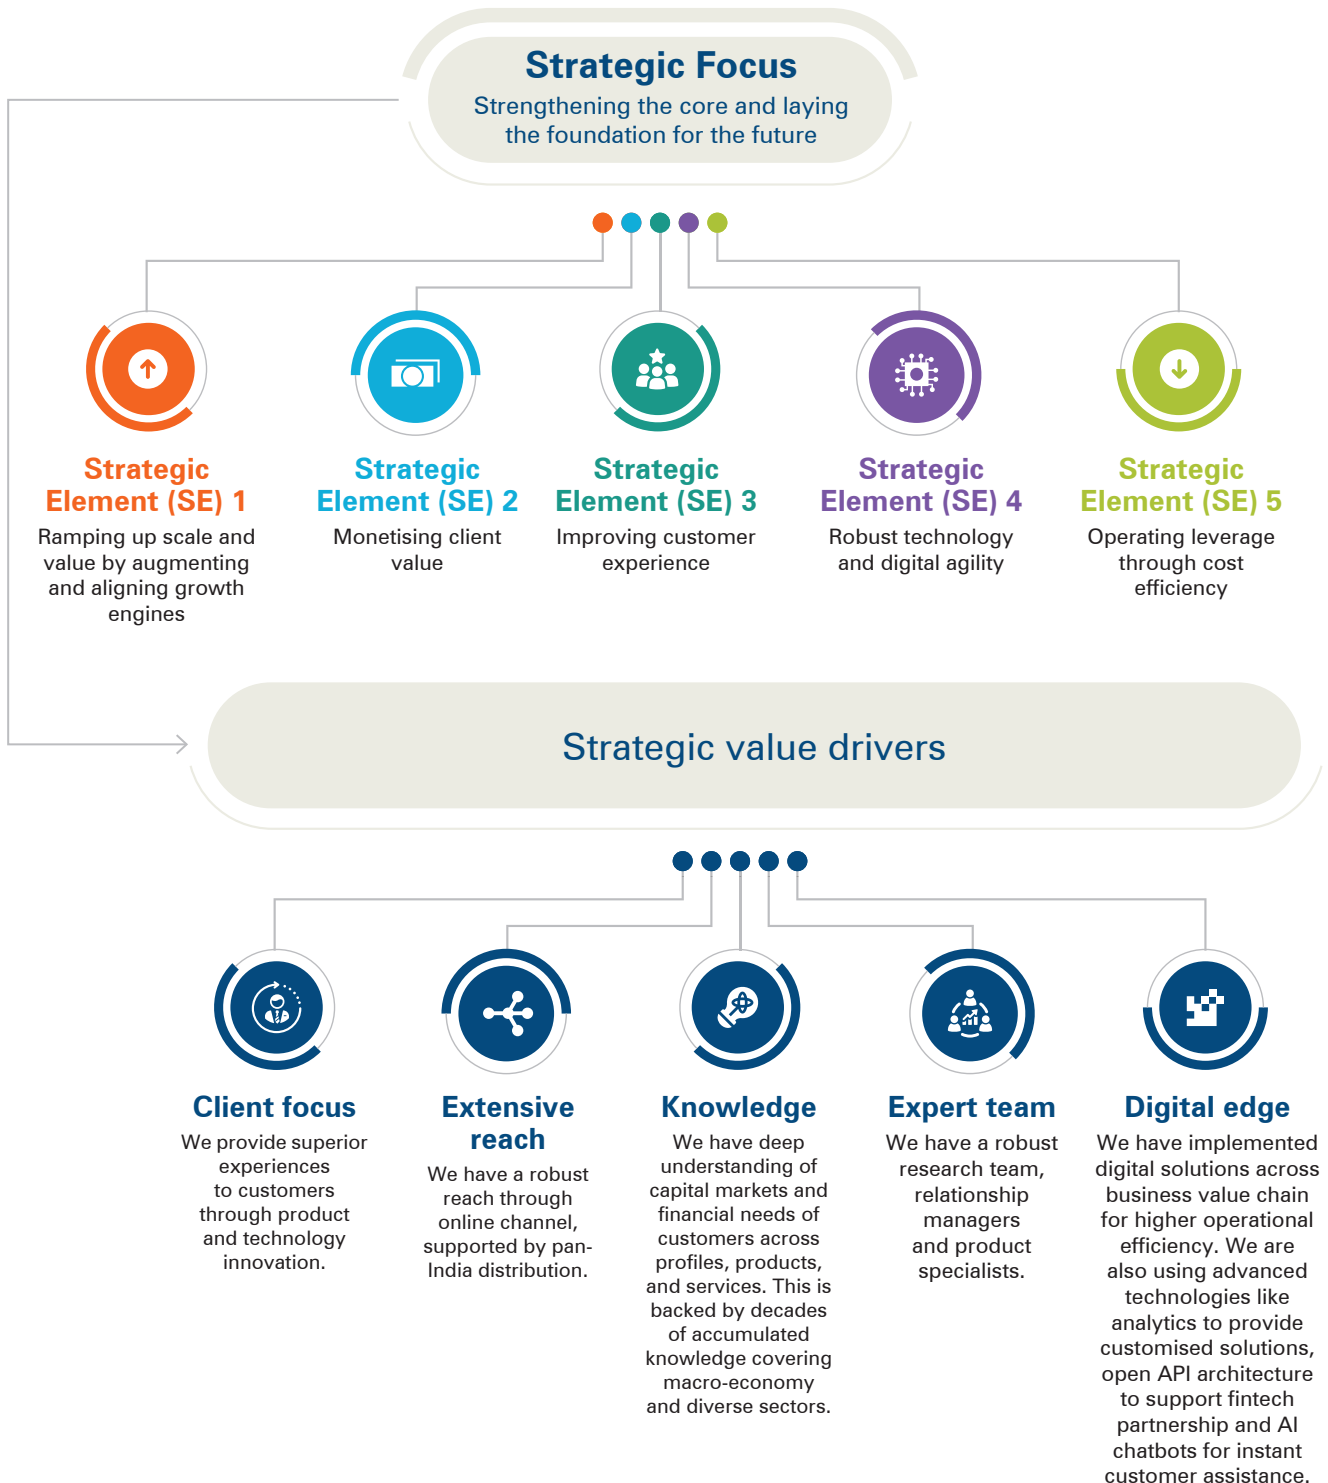 Strategic Focus
Strengthening the core and laying
the foundation for the future
Strategic
Element (SE) 1
Ramping up scale and
value by augmenting
and aligning growth
engines
Strategic
Element (SE) 2
Monetising client
value
Strategic
Element (SE) 3
Improving customer
experience
Strategic
Element (SE) 4
Robust technology
and digital agility
Strategic
Element (SE) 5
Operating leverage
through cost
efficiency
Strategic value drivers
Client focus
We provide superior
experiences
to customers
through product
and technology
innovation.
Extensive
reach
We have a robust
reach through
online channel,
supported by pan-
India distribution.
Knowledge
We have deep
understanding of
capital markets and
financial needs of
customers across
profiles, products,
and services. This is
backed by decades
of accumulated
knowledge covering
macro-economy
and diverse sectors.
Expert team
We have a robust
research team,
relationship
managers
and product
specialists.
Digital edge
We have implemented
digital solutions across
business value chain
for higher operational
efficiency. We are
also using advanced
technologies like
analytics to provide
customised solutions,
open API architecture
to support fintech
partnership and AI
chatbots for instant
customer assistance.